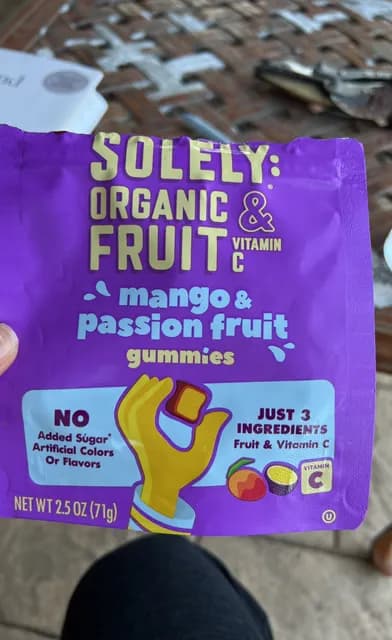 SOLELY:
ORGANIC
FRUIT
&
VITAMIN
C
mango &
passion fruit
gummies
NO
Added Sugar*
Artificial Colors
Or Flavors
JUST 3
INGREDIENTS
Fruit & Vitamin C
VITAMIN
C
NET WT 2.5 OZ (71g)
U